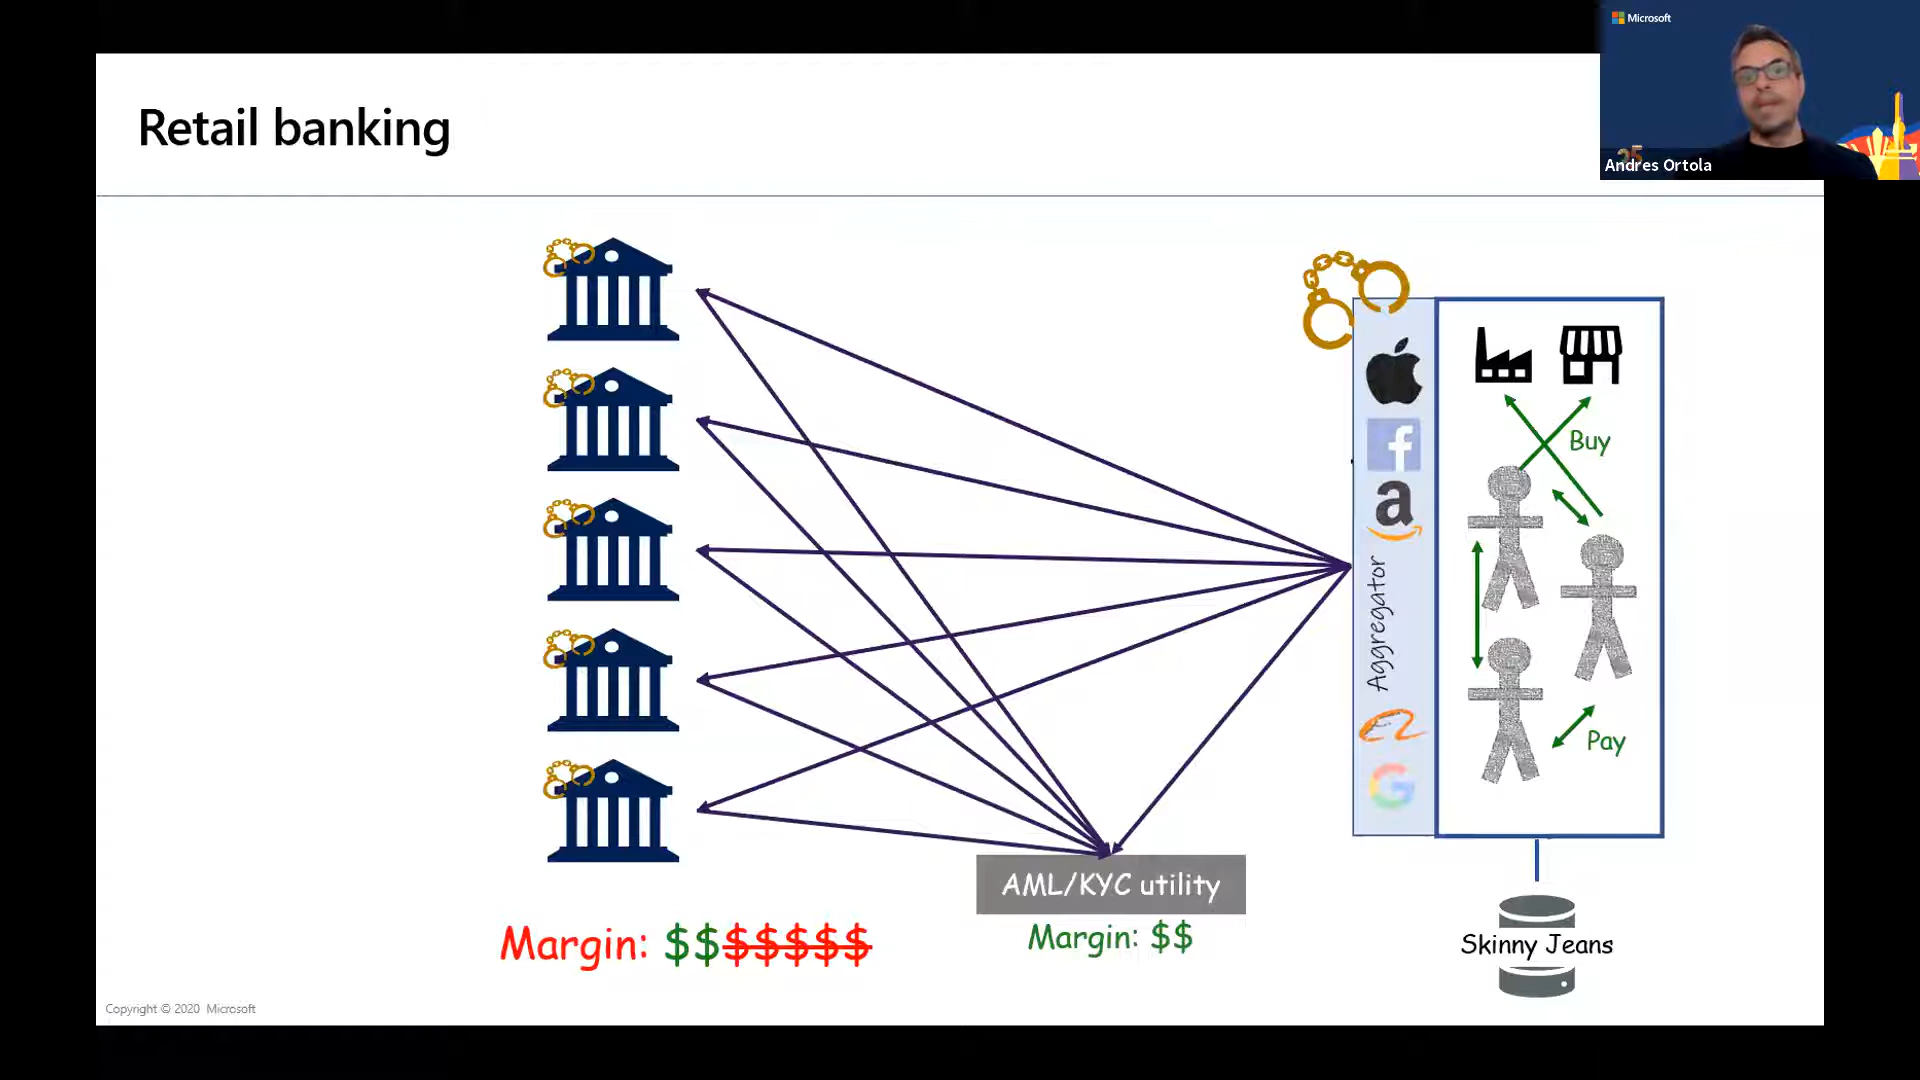 Microsoft
Andres Ortola
Retail banking
Buy
Aggregator
Pay
AML/KYC utility
Margin: $$$$$$$
Margin: $$
Skinny Jeans
Copyright © 2020 Microsoft